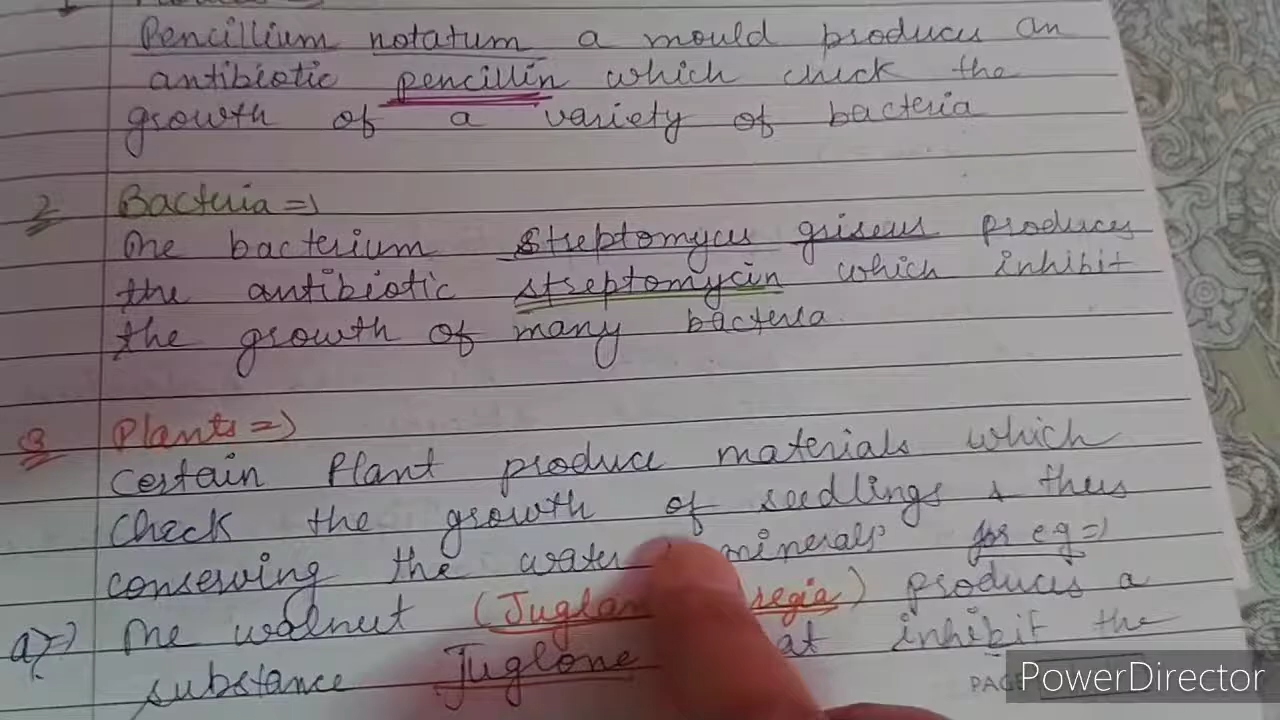 Pencillium notatum a mould produces an
antibiotic pencillin which check the
growth of a variety of bacteria
2 Bacteria =>
The bacterium Streptomyces griseus produces
the antibiotic streptomycin which inhibit
the growth of many bacteria.
3 Plants =>
Certain Plant produce materials which
check the growth of seedlings & thus
conserving the water minerals for e.g =>
a) => The walnut (Juglan regia) produces a
substance Juglone at inhibit the
PAGE
PowerDirector